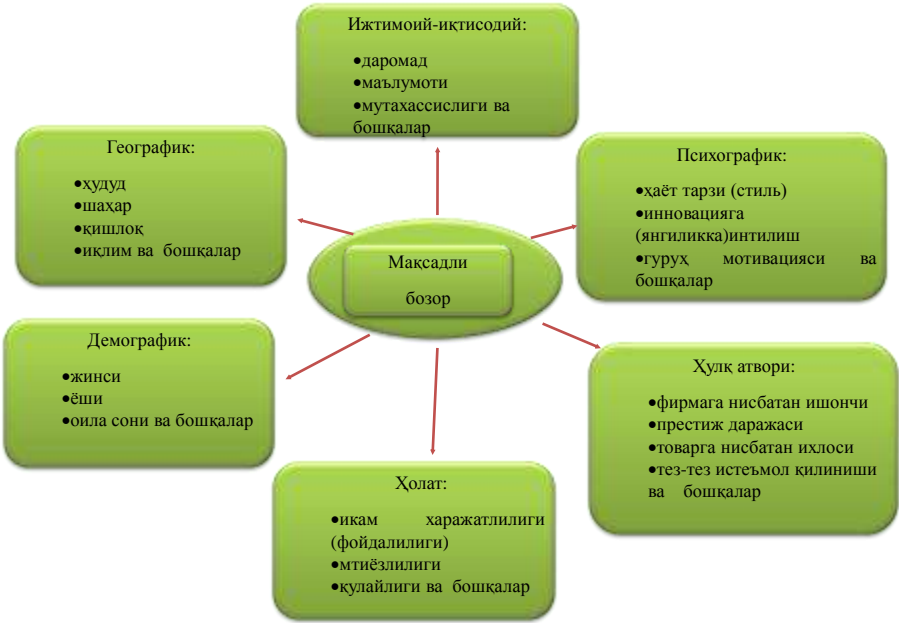 Ижтимоий-иқтисодий:
•даромад
•маълумоти
•мутахассислиги ва
бошқалар
Географик:
•ҳудуд
•шаҳар
•қишлоқ
•иқлим ва бошқалар
Психографик:
•ҳаёт тарзи (стиль)
•инновацияга
(янгиликка)интилиш
•гуруҳ мотивацияси ва
бошқалар
Мақсадли
бозор
Демографик:
•жинси
•ёши
•оила сони ва бошқалар
Ҳулқ атвори:
•фирмага нисбатан ишончи
•престиж даражаси
•товарга нисбатан ихлоси
•тез-тез истеъмол қилиниши
ва бошқалар
Ҳолат:
•икам харажатлилиги
(фойдалилиги)
•мтиёзлилиги
•қулайлиги ва бошқалар